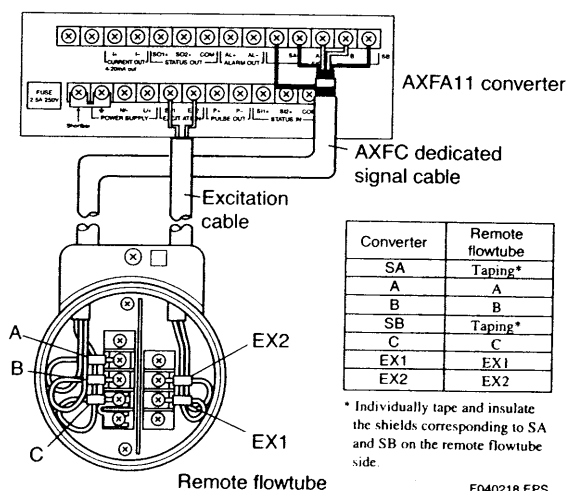 I+ I- SO1+ SO2+ COM AL+ AL- SA A B SB
CURRENT OUT STATUS OUT ALARM OUT
4-20mA out
FUSE
2.5A 250V
N/- L/+ EX1 EX2 P+ P- SI1+ SI2+ COM
Shortbar POWER SUPPLY EXCITATION PULSE OUT STATUS IN
AXFA11 converter
AXFC dedicated
signal cable
Excitation
cable
Converter Remote
flowtube
SA Taping*
A A
B B
SB Taping*
C C
EX1 EX1
EX2 EX2
A
B
C
EX2
EX1
* Individually tape and insulate
the shields corresponding to SA
and SB on the remote flowtube
side.
Remote flowtube
F040218.EPS